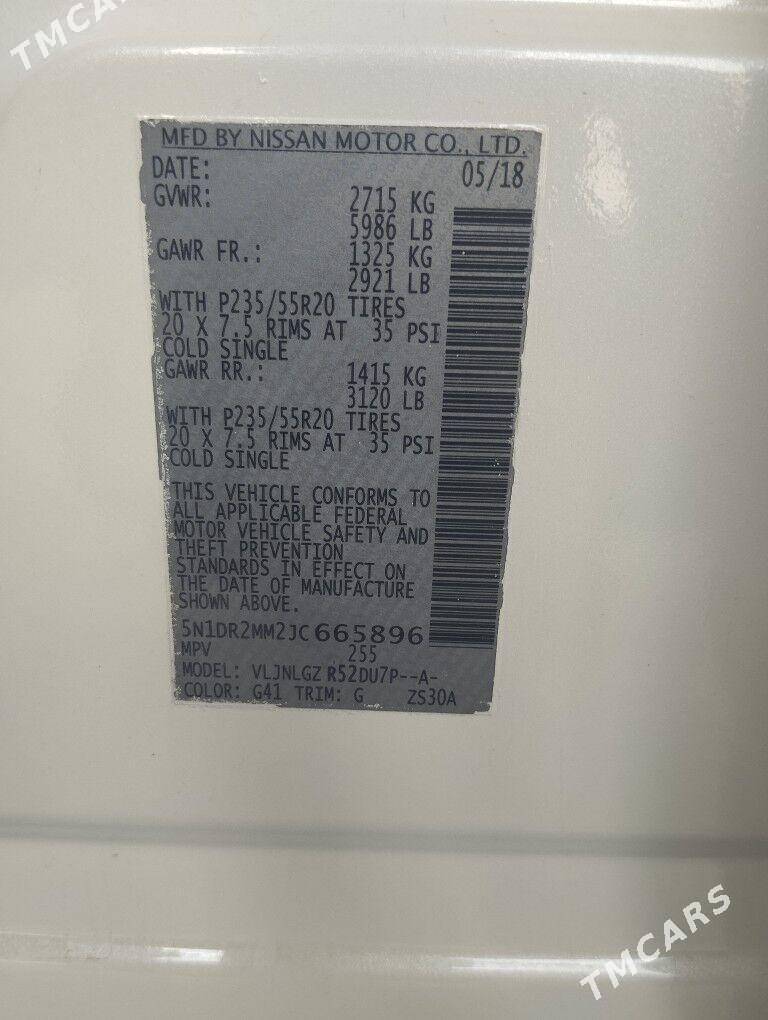 TMCARS
MFD BY NISSAN MOTOR CO., LTD.
DATE: 05/18
GVWR: 2715 KG
5986 LB
GAWR FR.: 1325 KG
2921 LB
WITH P235/55R20 TIRES
20 X 7.5 RIMS AT 35 PSI
COLD SINGLE
GAWR RR.: 1415 KG
3120 LB
WITH P235/55R20 TIRES
20 X 7.5 RIMS AT 35 PSI
COLD SINGLE
THIS VEHICLE CONFORMS TO
ALL APPLICABLE FEDERAL
MOTOR VEHICLE SAFETY AND
THEFT PREVENTION
STANDARDS IN EFFECT ON
THE DATE OF MANUFACTURE
SHOWN ABOVE.
5N1DR2MM2JC665896
MPV 255
MODEL: VLJNLGZ R52DU7P--A-
COLOR: G41 TRIM: G ZS30A
TMCARS